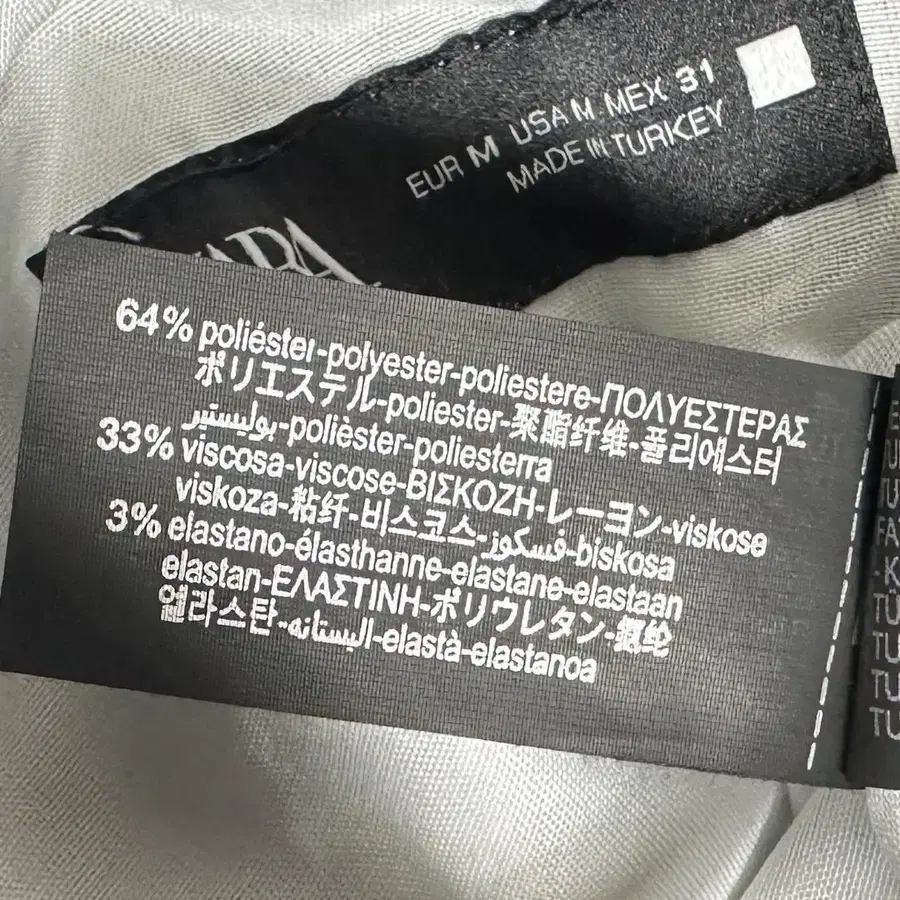 EUR M USA M MEX 31
MADE IN TURKEY
ZARA
64% poliéster-polyester-poliestere-ΠΟΛΥΕΣΤΕΡΑΣ
ポリエステル-poliester-聚酯纤维-폴리에스터
بوليستير-polièster-poliesterra
33% viscosa-viscose-ΒΙΣΚΟΖΗ-レーヨン-viskose
viskoza-粘纤-비스코스-فسكوز-biskosa
3% elastano-élasthanne-elastane-elastaan
elastan-ΕΛΑΣΤΙΝΗ-ポリウレタン-氨纶
엘라스탄-اليستانه-elastà-elastanoa